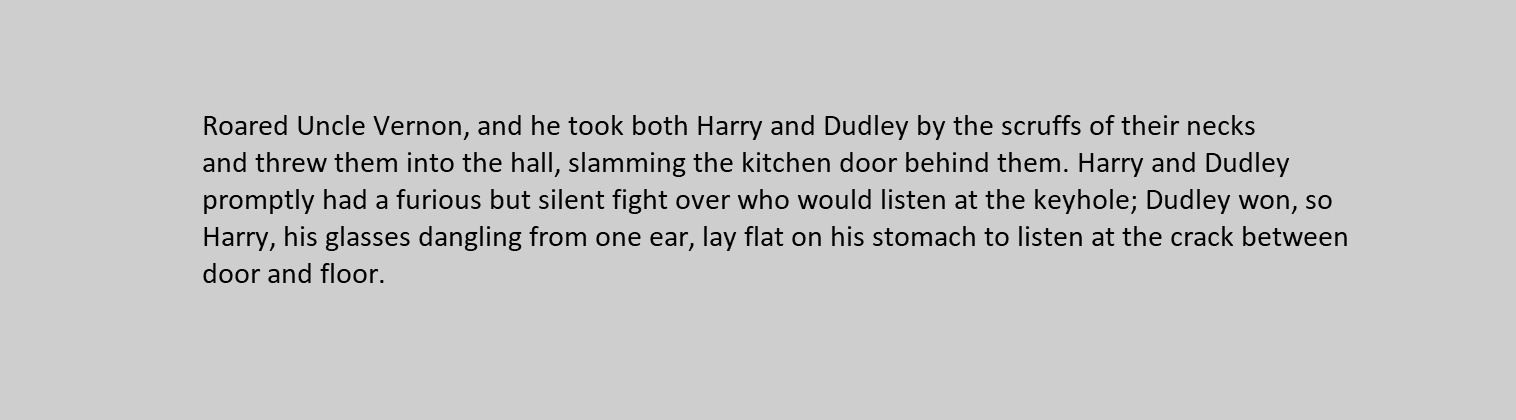 Roared Uncle Vernon, and he took both Harry and Dudley by the scruffs of their necks
and threw them into the hall, slamming the kitchen door behind them. Harry and Dudley
promptly had a furious but silent fight over who would listen at the keyhole; Dudley won, so
Harry, his glasses dangling from one ear, lay flat on his stomach to listen at the crack between
door and floor.